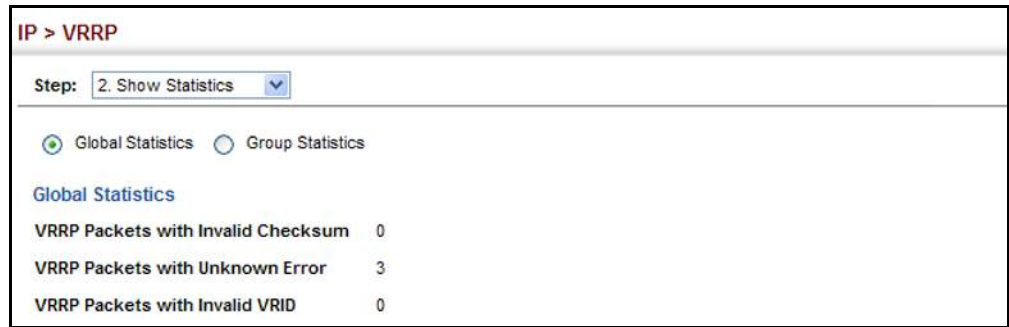 IP > VRRP
Step: 2. Show Statistics
Global Statistics Group Statistics
Global Statistics
VRRP Packets with Invalid Checksum 0
VRRP Packets with Unknown Error 3
VRRP Packets with Invalid VRID 0